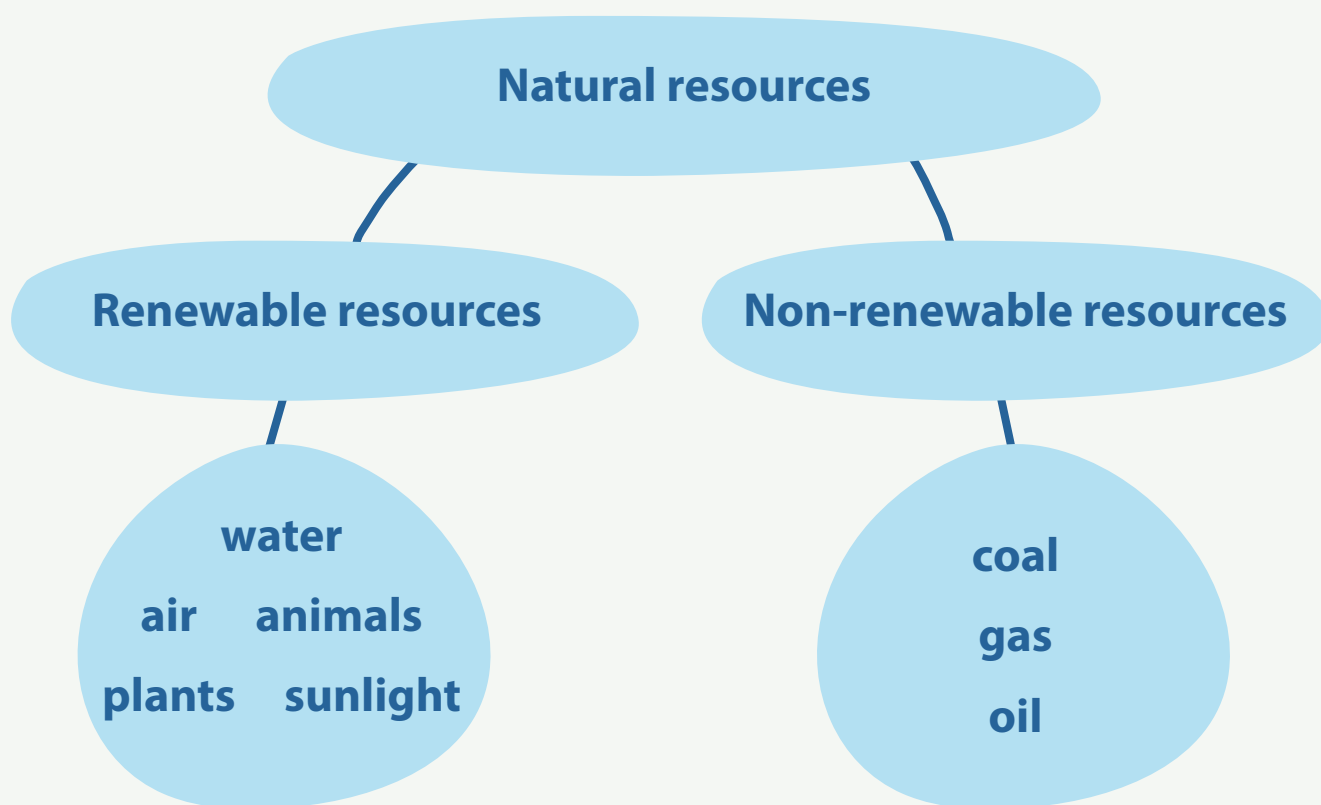 Natural resources
Renewable resources
Non-renewable resources
water
air animals
plants sunlight
coal
gas
oil